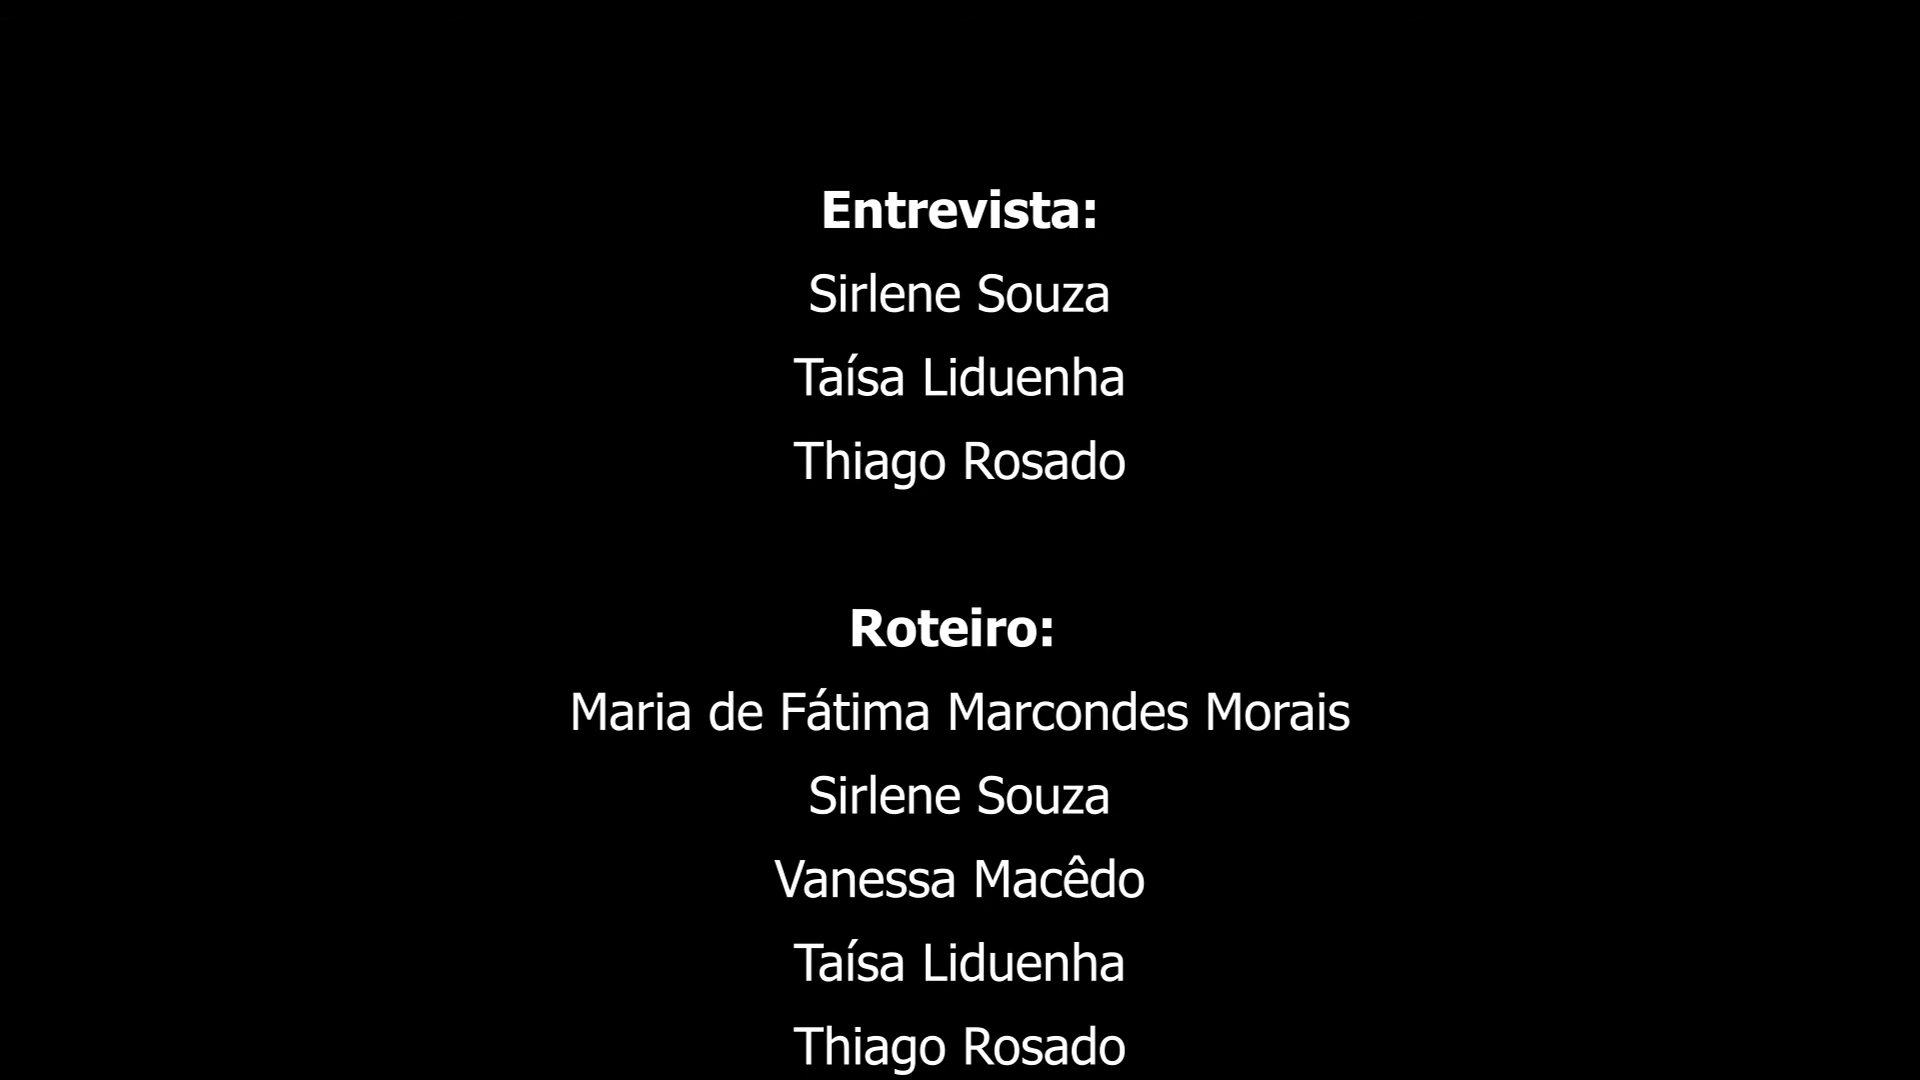 Entrevista:
Sirlene Souza
Taísa Liduenha
Thiago Rosado
Roteiro:
Maria de Fátima Marcondes Morais
Sirlene Souza
Vanessa Macêdo
Taísa Liduenha
Thiago Rosado